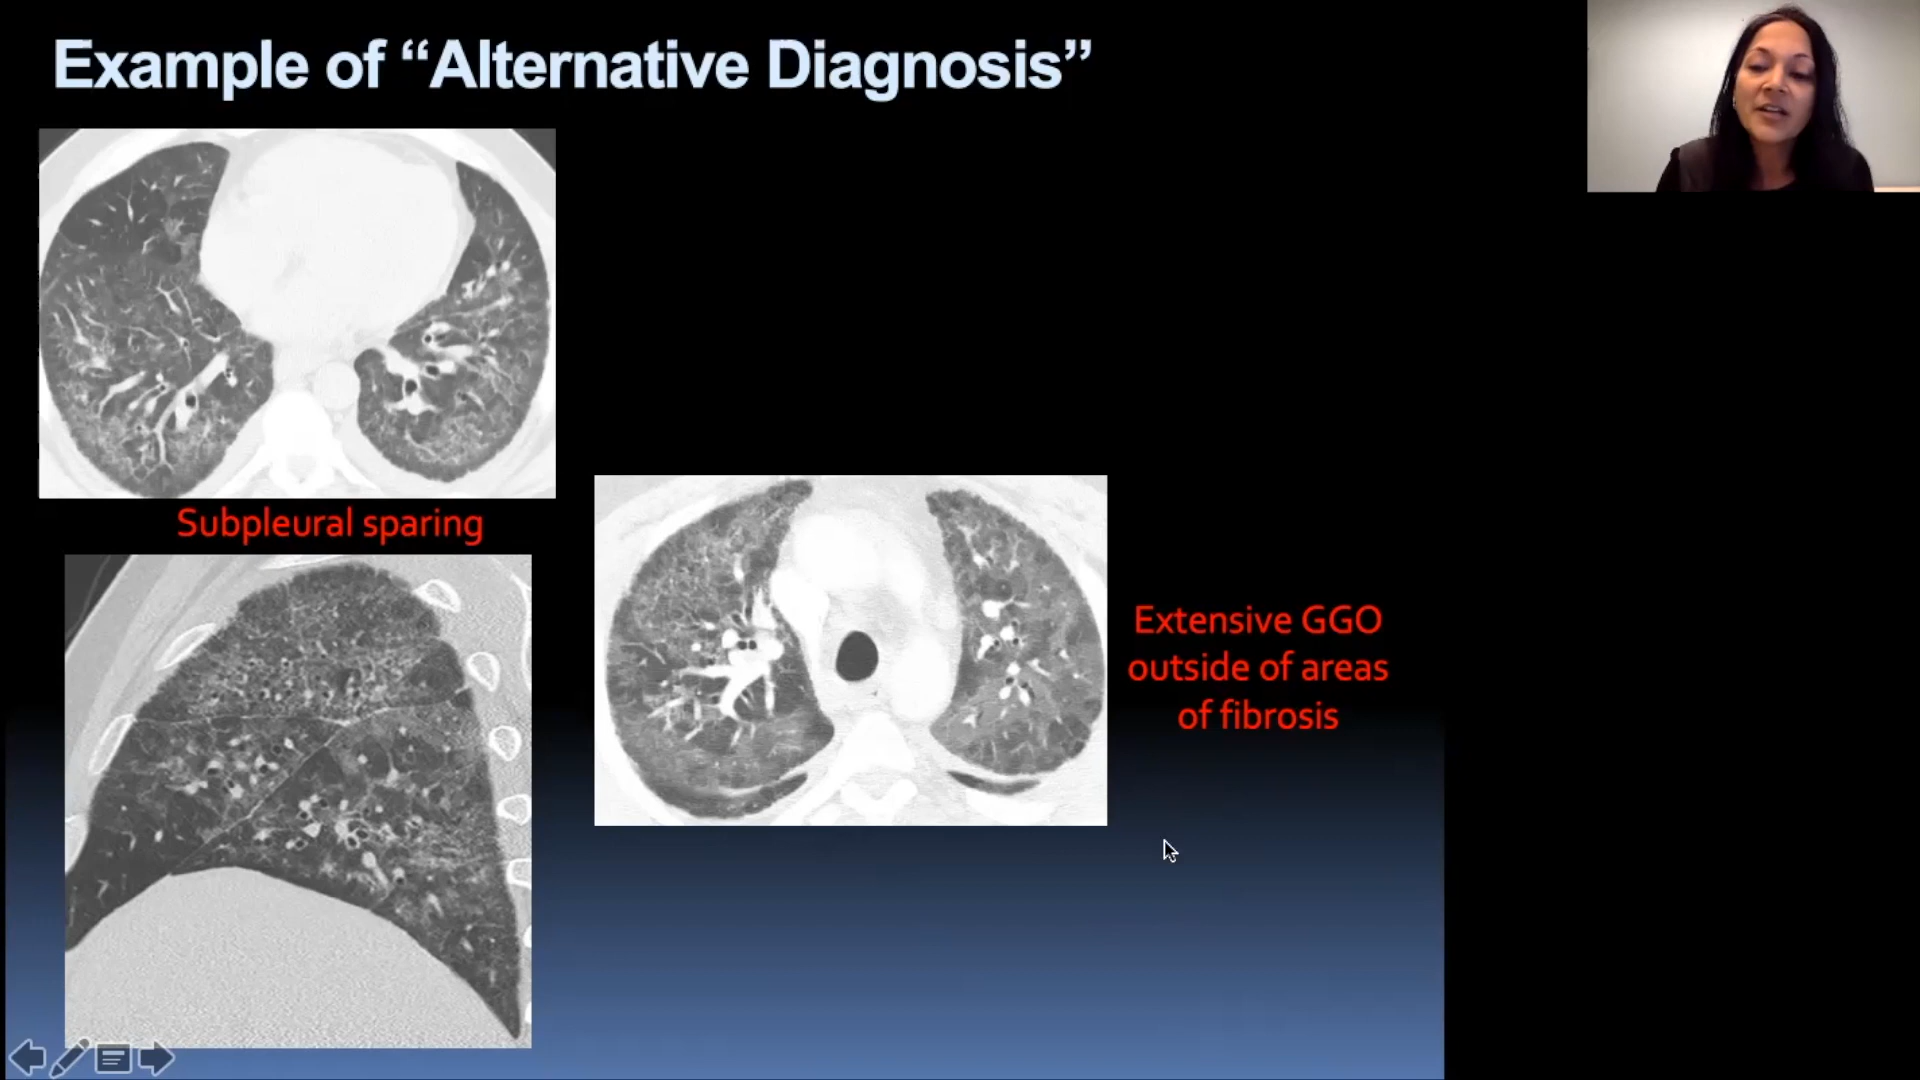 Example of “Alternative Diagnosis”
Subpleural sparing
Extensive GGO
outside of areas
of fibrosis